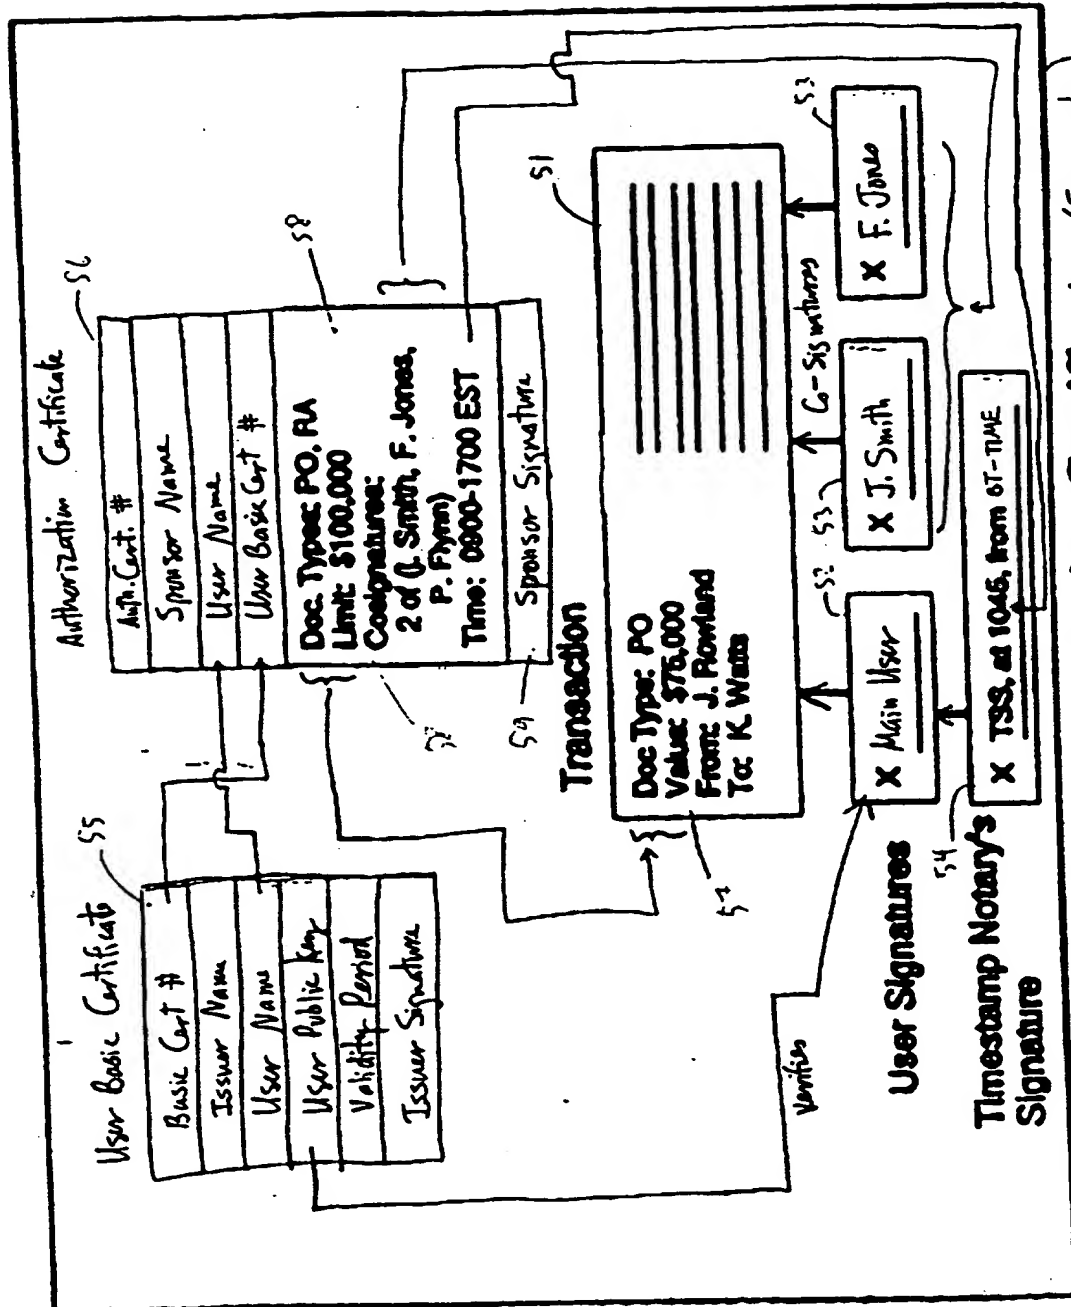 User Basic Certificate
55
Basic Cert #
Issuer Name
User Name
User Public Key
Validity Period
Issuer Signature
Authorization Certificate
56
Auth. Cert. #
Sponsor Name
User Name
User Basic Cert #
Doc. Types: PO, RA
Limit: $100,000
Cosignatures:
2 of (J. Smith, F. Jones,
P. Flynn)
Time: 0900-1700 EST
58
58
59
Sponsor Signature
Transaction
51
Doc Type: PO
Value: $75,000
From: J. Rowland
To: K. Watts
57
verifies
User Signatures
52
X Main User
Co-Signatures
53
X J. Smith
53
X F. Jones
54
Timestamp Notary's
Signature
X TSS, at 1045, from OT-TIME